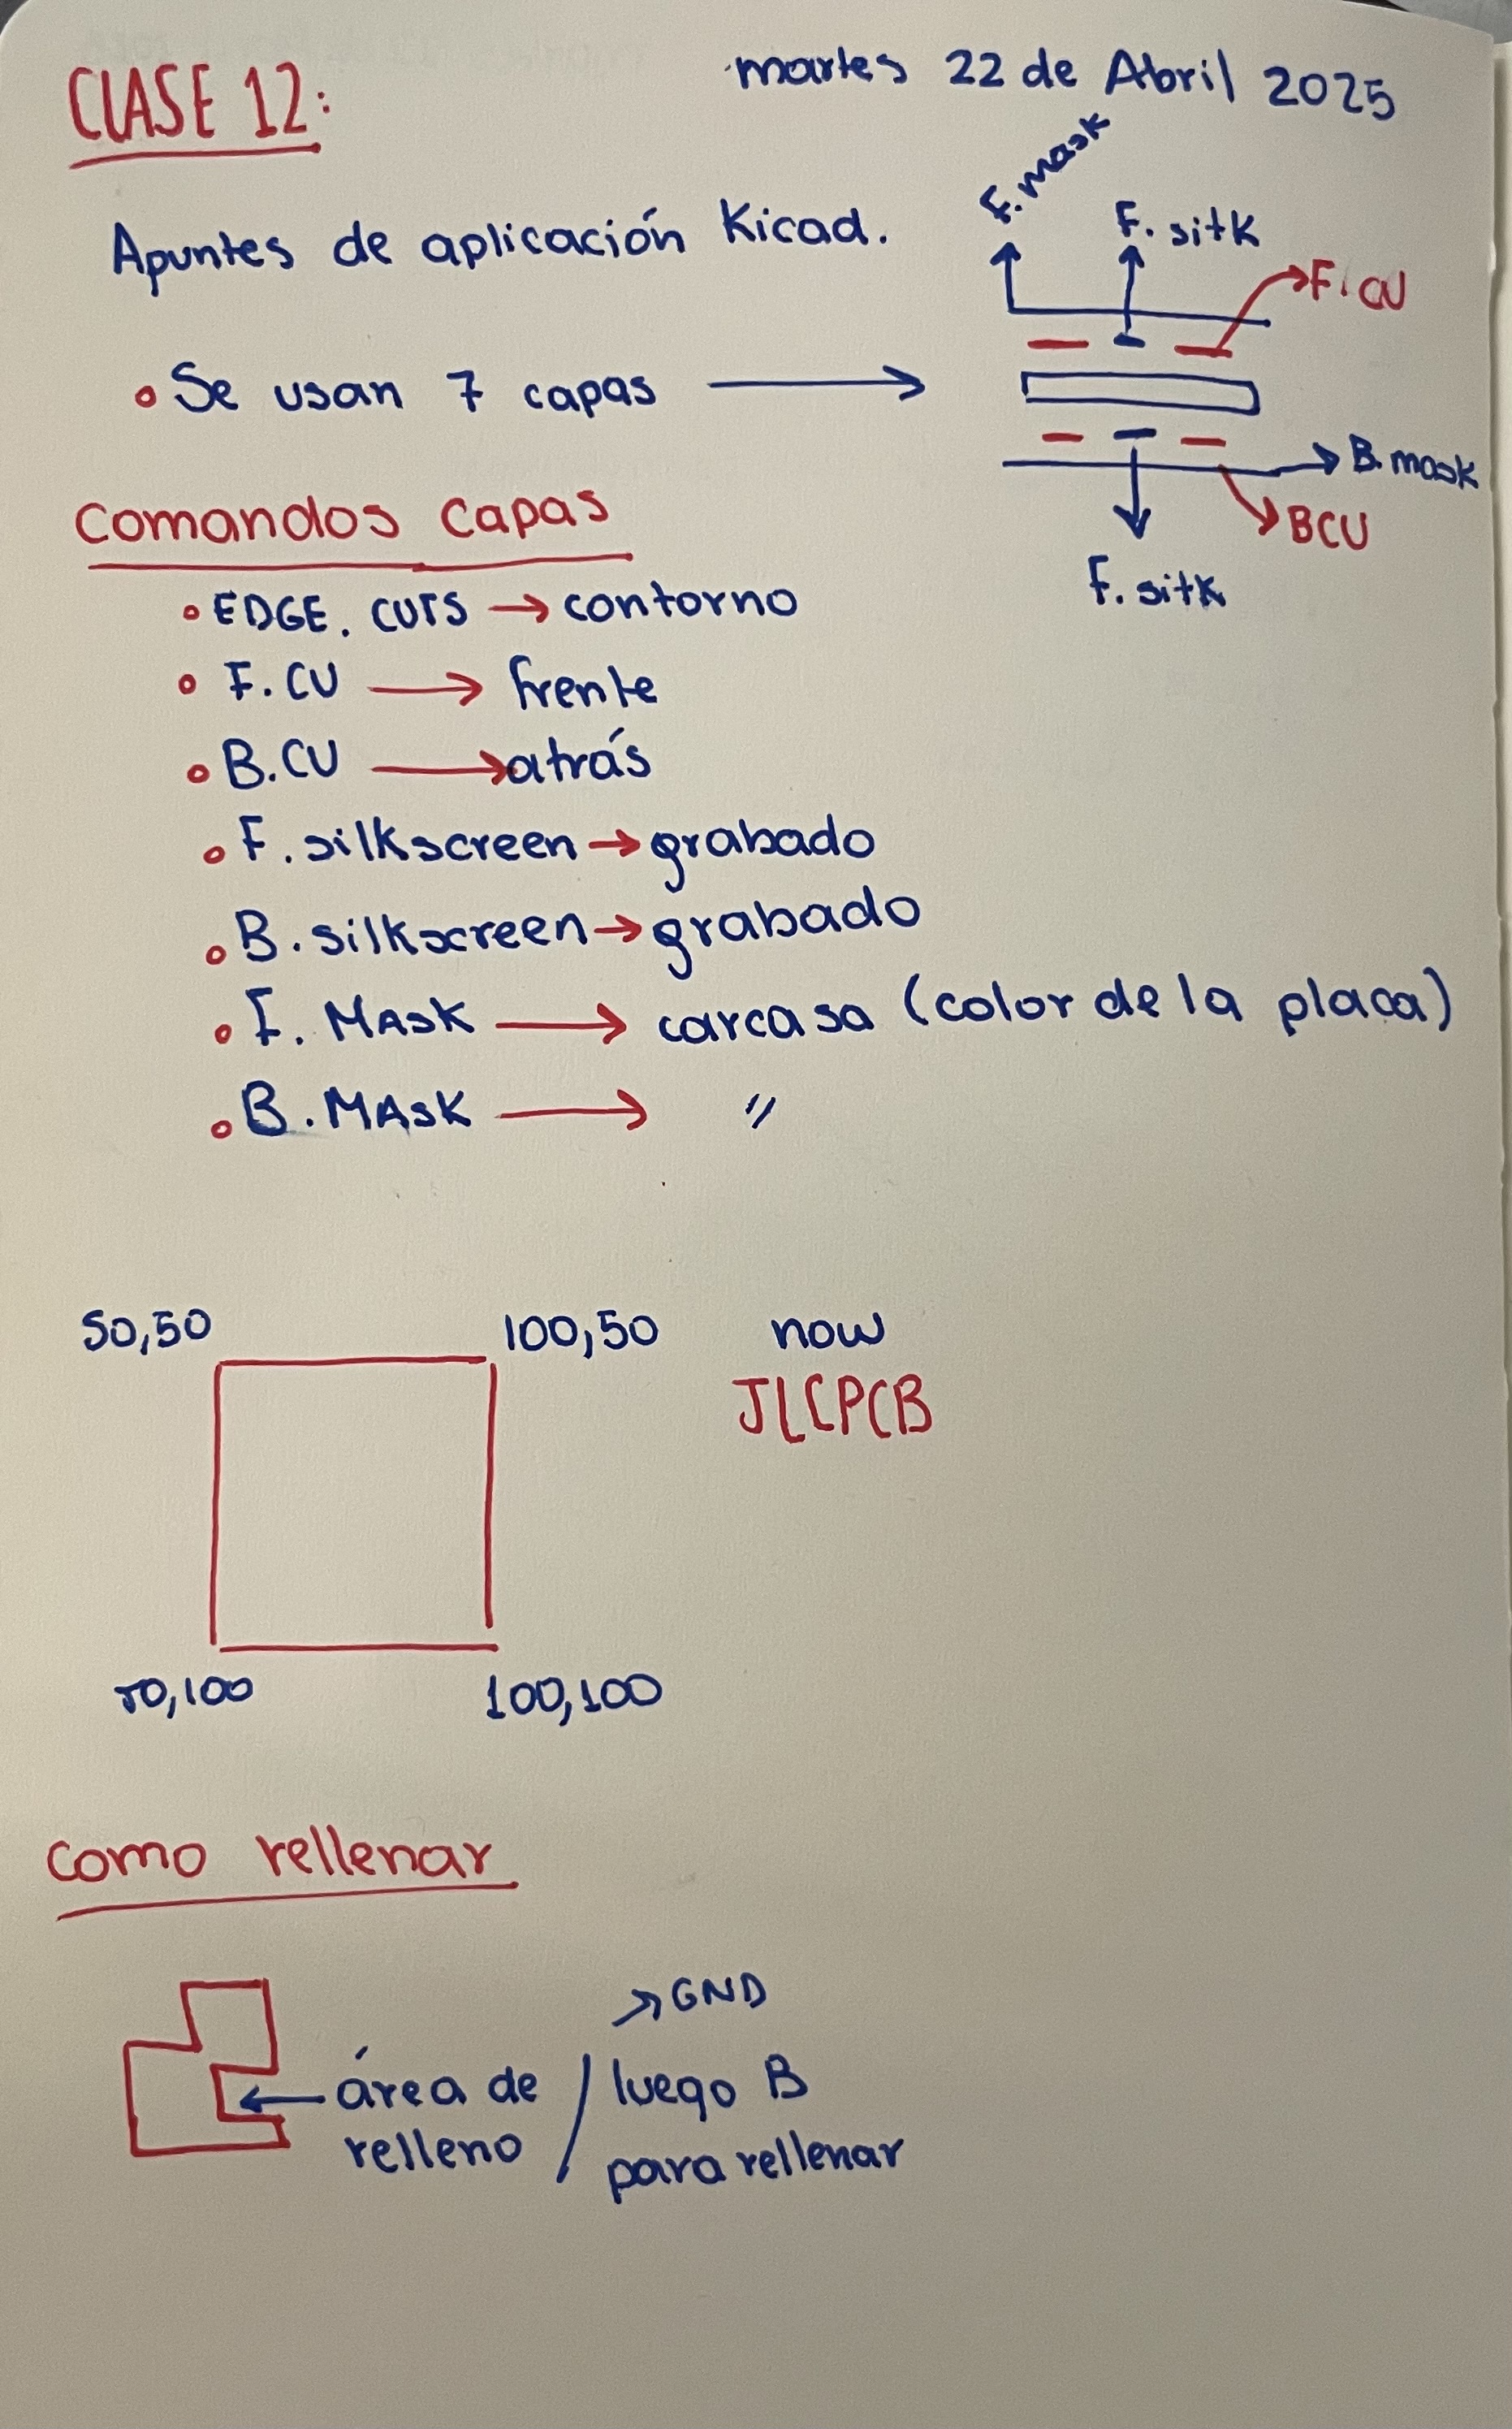 CLASE 12:
martes 22 de Abril 2025
Apuntes de aplicación Kicad.
F. mask
F. sitk
F. CU
Se usan 7 capas
B. mask
BCU
F. sitk
comandos capas
EDGE. CUTS → contorno
F. CU → frente
B. CU → atrás
F. silkscreen → grabado
B. silkscreen → grabado
F. MASK → carcasa (color de la placa)
B. MASK → "
50,50
100,50
now
JLCPCB
50,100
100,100
como rellenar
→ GND
área de / luego B
relleno / para rellenar